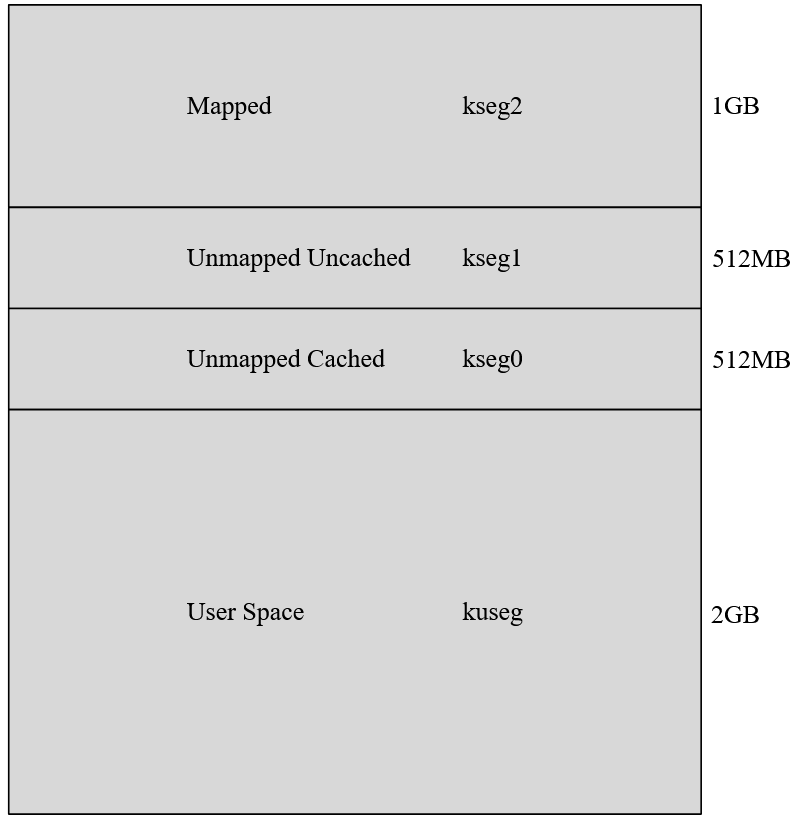 Mapped kseg2 1GB
Unmapped Uncached kseg1 512MB
Unmapped Cached kseg0 512MB
User Space kuseg 2GB